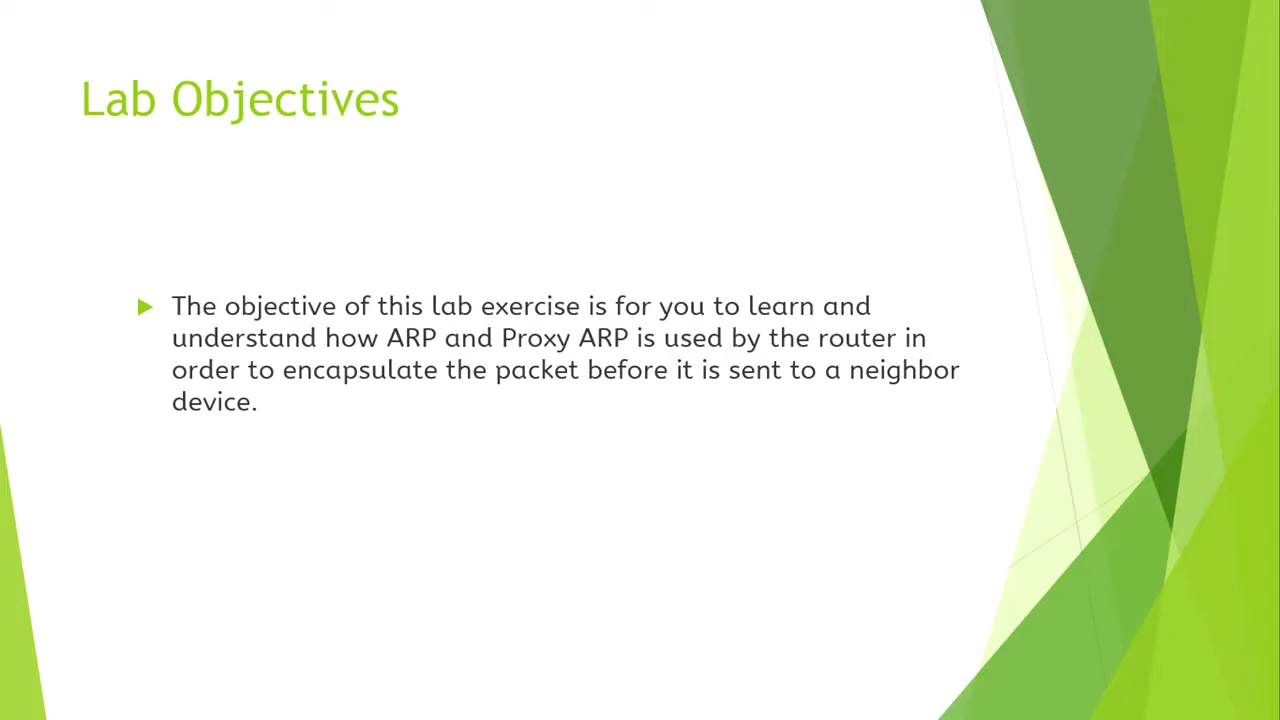 Lab Objectives
The objective of this lab exercise is for you to learn and
understand how ARP and Proxy ARP is used by the router in
order to encapsulate the packet before it is sent to a neighbor
device.